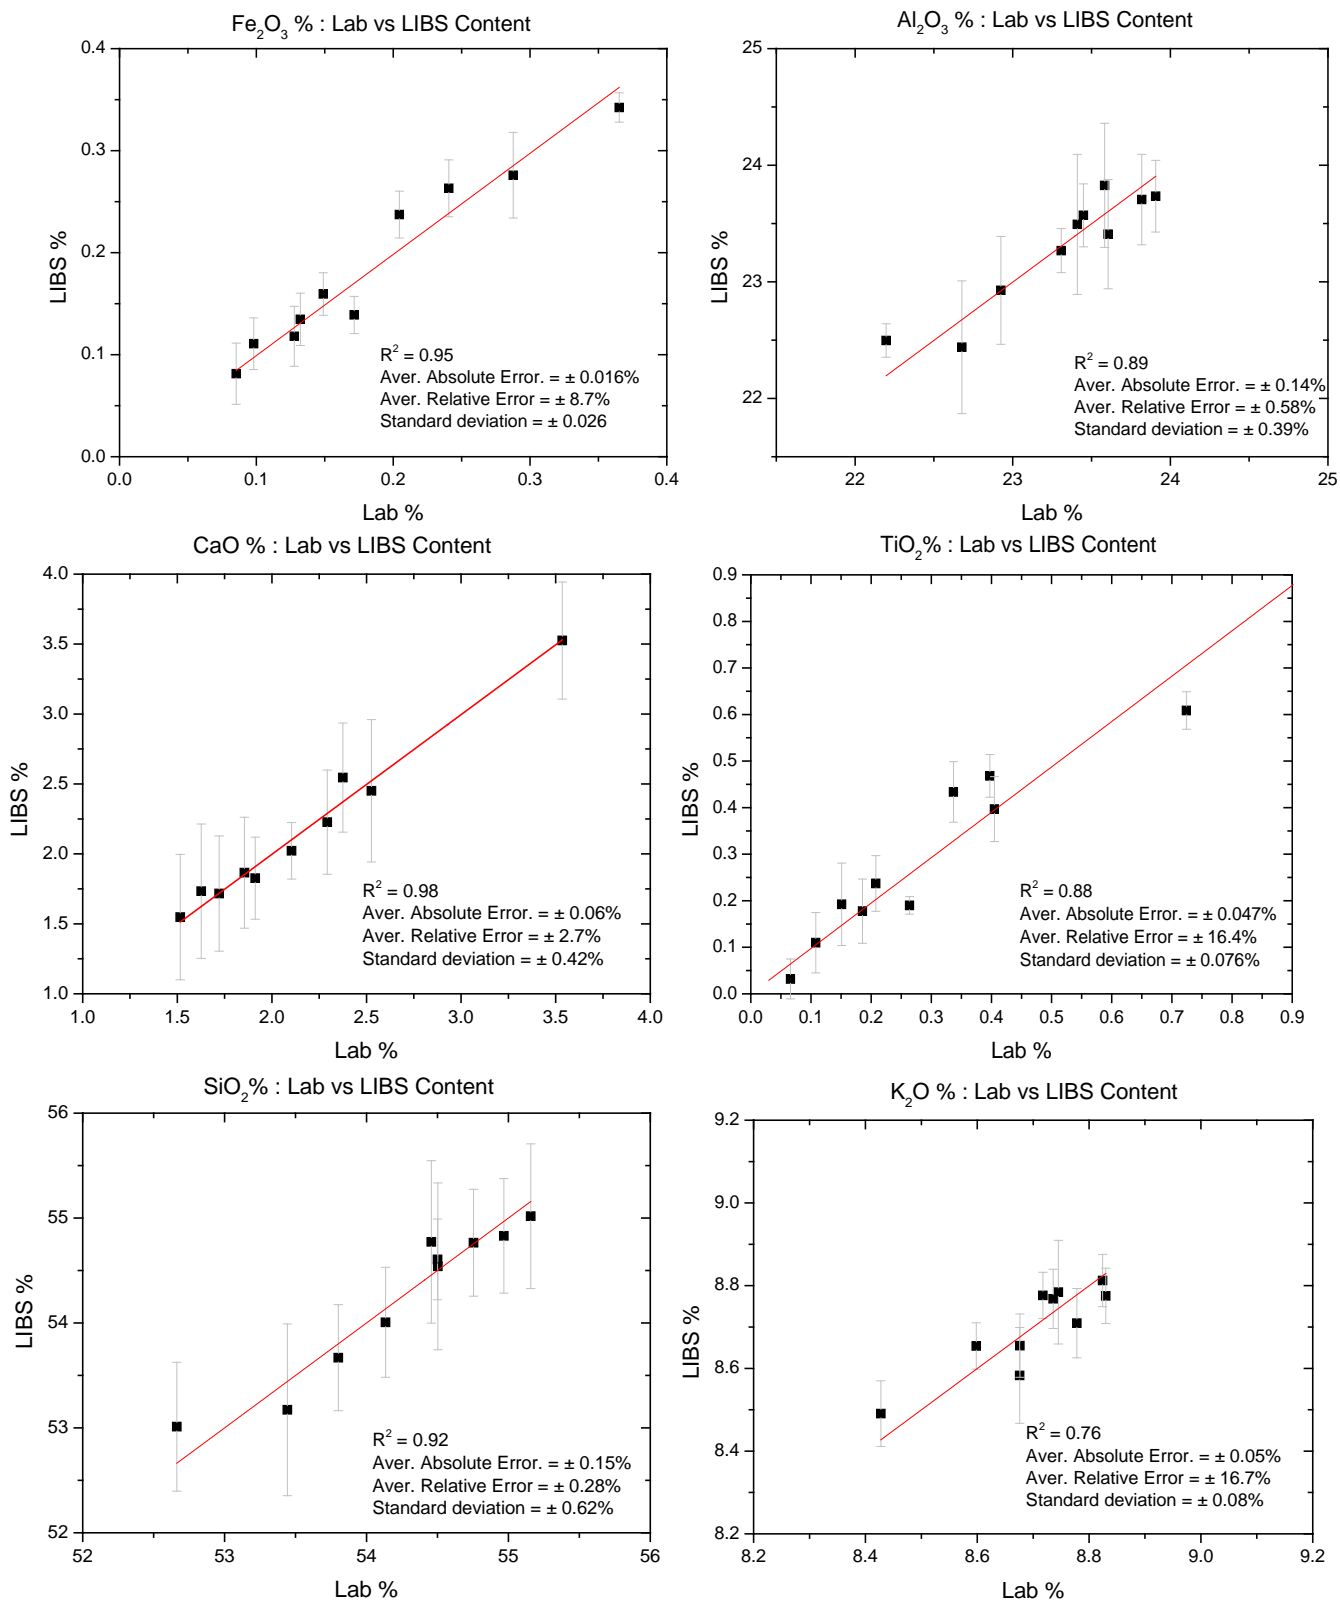 Fe₂O₃ % : Lab vs LIBS Content
0.4
0.3
0.2
0.1
0.0
LIBS %
R² = 0.95
Aver. Absolute Error. = ± 0.016%
Aver. Relative Error = ± 8.7%
Standard deviation = ± 0.026
0.0 0.1 0.2 0.3 0.4
Lab %
Al₂O₃ % : Lab vs LIBS Content
25
24
23
22
LIBS %
R² = 0.89
Aver. Absolute Error. = ± 0.14%
Aver. Relative Error = ± 0.58%
Standard deviation = ± 0.39%
22 23 24 25
Lab %
CaO % : Lab vs LIBS Content
4.0
3.5
3.0
2.5
2.0
1.5
1.0
LIBS %
R² = 0.98
Aver. Absolute Error. = ± 0.06%
Aver. Relative Error = ± 2.7%
Standard deviation = ± 0.42%
1.0 1.5 2.0 2.5 3.0 3.5 4.0
Lab %
TiO₂% : Lab vs LIBS Content
0.9
0.8
0.7
0.6
0.5
0.4
0.3
0.2
0.1
0.0
LIBS %
R² = 0.88
Aver. Absolute Error. = ± 0.047%
Aver. Relative Error = ± 16.4%
Standard deviation = ± 0.076%
0.0 0.1 0.2 0.3 0.4 0.5 0.6 0.7 0.8 0.9
Lab %
SiO₂% : Lab vs LIBS Content
56
55
54
53
52
LIBS %
R² = 0.92
Aver. Absolute Error. = ± 0.15%
Aver. Relative Error = ± 0.28%
Standard deviation = ± 0.62%
52 53 54 55 56
Lab %
K₂O % : Lab vs LIBS Content
9.2
9.0
8.8
8.6
8.4
8.2
LIBS %
R² = 0.76
Aver. Absolute Error. = ± 0.05%
Aver. Relative Error = ± 16.7%
Standard deviation = ± 0.08%
8.2 8.4 8.6 8.8 9.0 9.2
Lab %